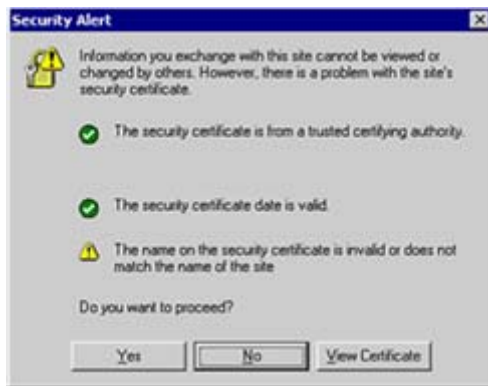 Security Alert
Information you exchange with this site cannot be viewed or
changed by others. However, there is a problem with the site's
security certificate.
The security certificate is from a trusted certifying authority.
The security certificate date is valid.
The name on the security certificate is invalid or does not
match the name of the site
Do you want to proceed?
Yes
No
View Certificate